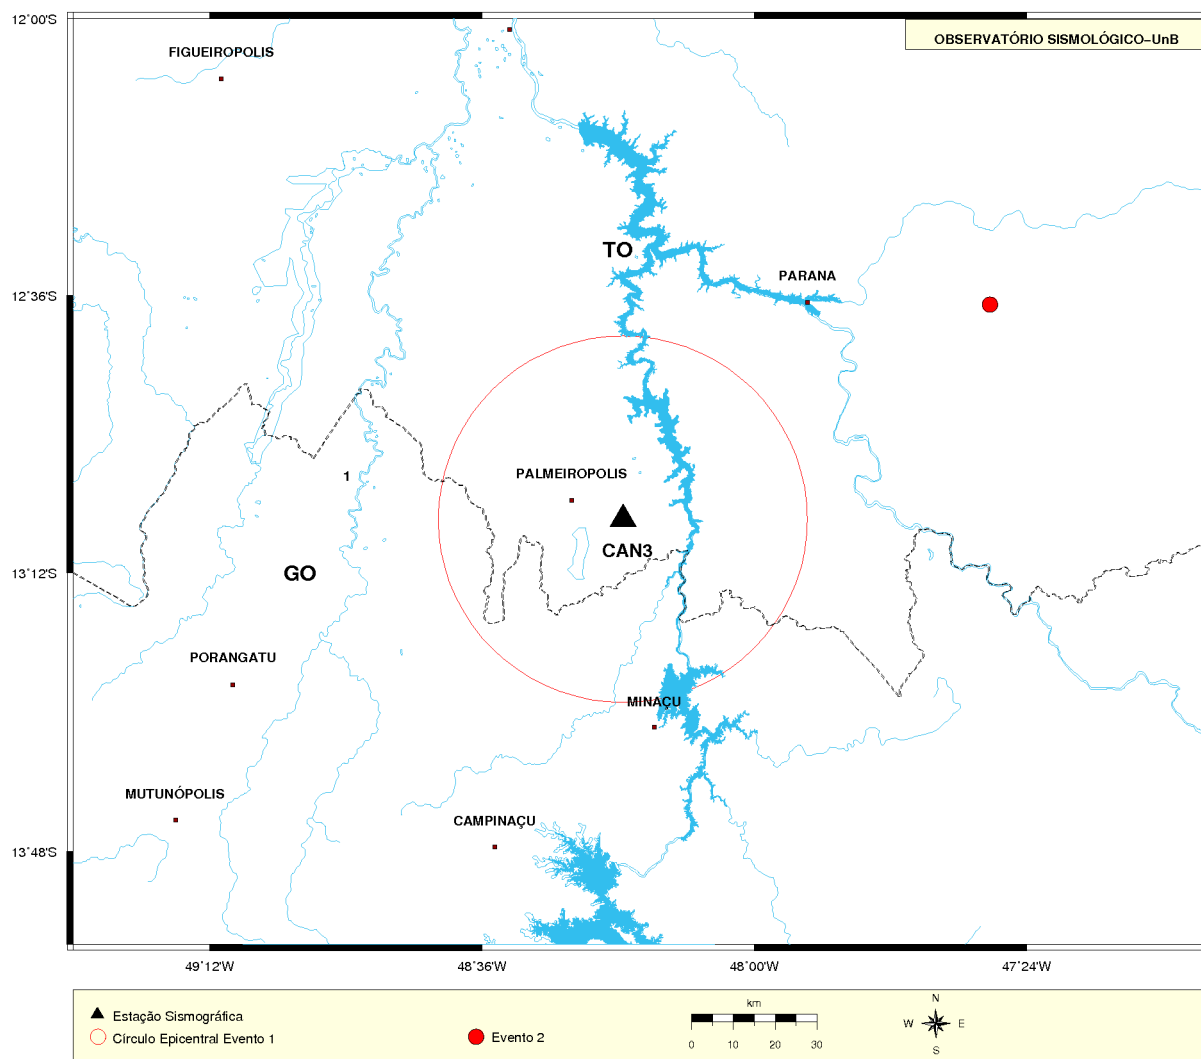 12°00'S
OBSERVATÓRIO SISMOLÓGICO–UnB
FIGUEIROPOLIS
TO
PARANA
12°36'S
1
PALMEIROPOLIS
CAN3
13°12'S
GO
PORANGATU
MINAÇU
MUTUNÓPOLIS
CAMPINAÇU
13°48'S
49°12'W
48°36'W
48°00'W
47°24'W
Estação Sismográfica
Círculo Epicentral Evento 1
Evento 2
km
0 10 20 30
N
W E
S